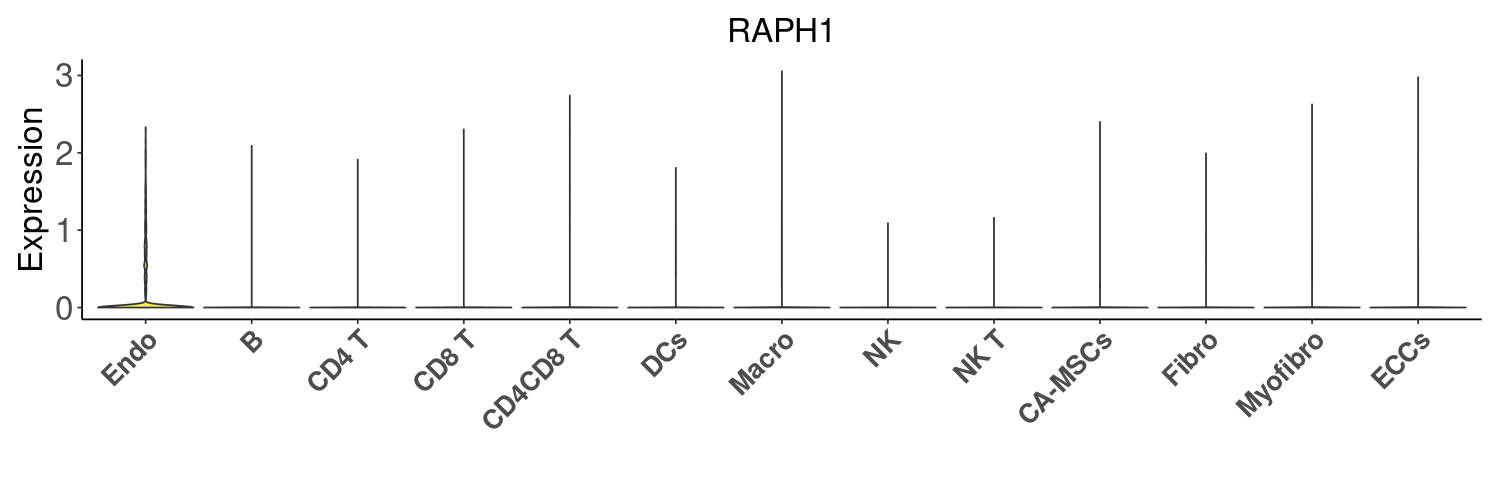 RAPH1
Expression
3
2
1
0
Endo
B
CD4 T
CD8 T
CD4CD8 T
DCs
Macro
NK
NK T
CA-MSCs
Fibro
Myofibro
ECCs